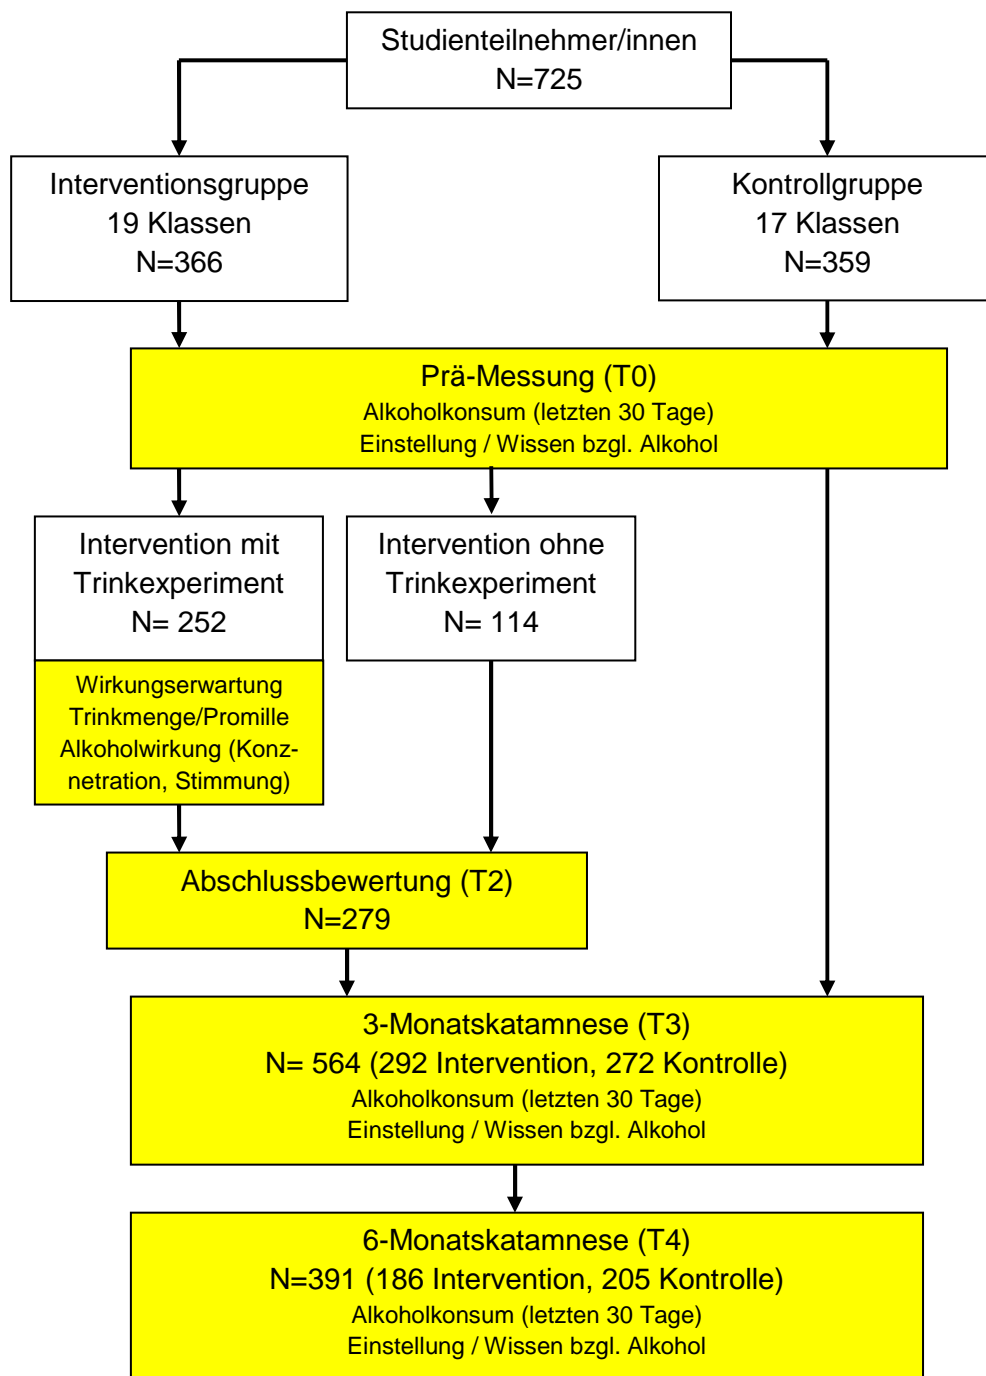 Studienteilnehmer/innen
N=725
Interventionsgruppe
19 Klassen
N=366
Kontrollgruppe
17 Klassen
N=359
Prä-Messung (T0)
Alkoholkonsum (letzten 30 Tage)
Einstellung / Wissen bzgl. Alkohol
Intervention mit
Trinkexperiment
N= 252
Intervention ohne
Trinkexperiment
N= 114
Wirkungserwartung
Trinkmenge/Promille
Alkoholwirkung (Konz-
netration, Stimmung)
Abschlussbewertung (T2)
N=279
3-Monatskatamnese (T3)
N= 564 (292 Intervention, 272 Kontrolle)
Alkoholkonsum (letzten 30 Tage)
Einstellung / Wissen bzgl. Alkohol
6-Monatskatamnese (T4)
N=391 (186 Intervention, 205 Kontrolle)
Alkoholkonsum (letzten 30 Tage)
Einstellung / Wissen bzgl. Alkohol